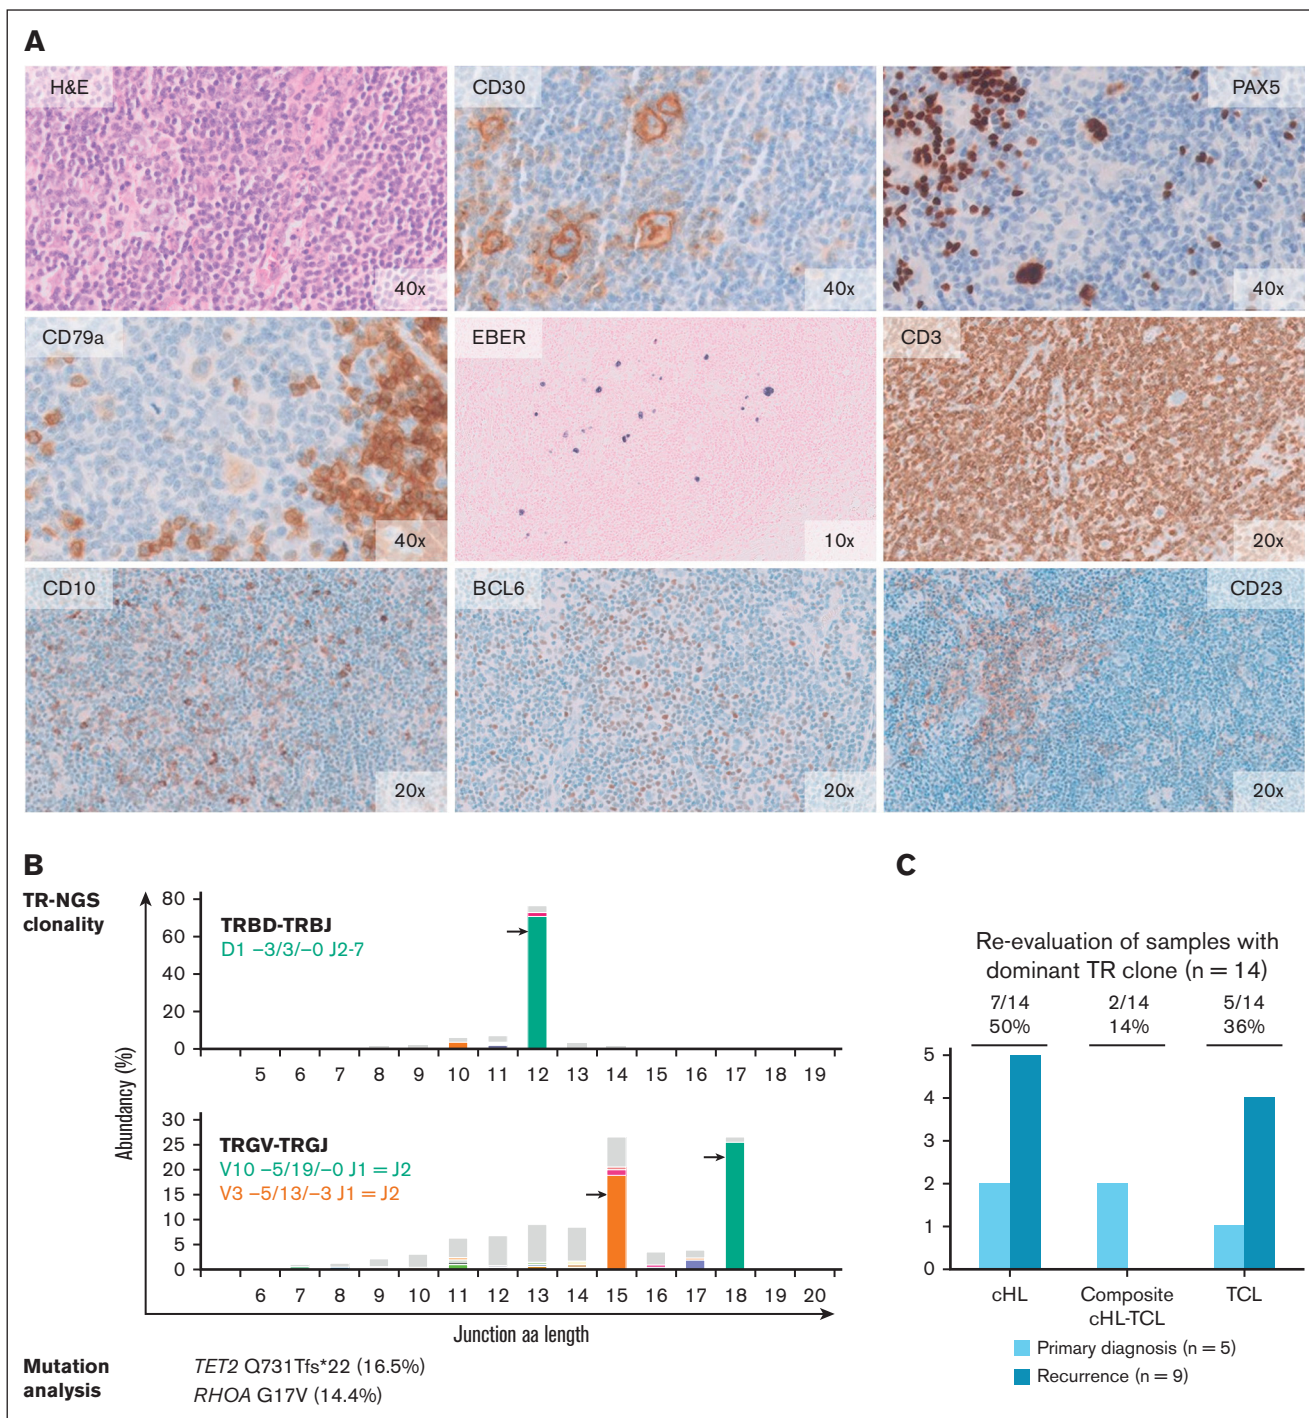 A
H&E
40x
CD30
40x
PAX5
40x
CD79a
40x
EBER
10x
CD3
20x
CD10
20x
BCL6
20x
CD23
20x
B
TR-NGS
clonality
Abundancy (%)
80
60
40
20
0
TRBD-TRBJ
D1 –3/3/–0 J2-7
5 6 7 8 9 10 11 12 13 14 15 16 17 18 19
30
25
20
15
10
5
0
TRGV-TRGJ
V10 –5/19/–0 J1 = J2
V3 –5/13/–3 J1 = J2
6 7 8 9 10 11 12 13 14 15 16 17 18 19 20
Junction aa length
Mutation
analysis
TET2 Q731Tfs*22 (16.5%)
RHOA G17V (14.4%)
C
Re-evaluation of samples with
dominant TR clone (n = 14)
7/14 2/14 5/14
50% 14% 36%
5
4
3
2
1
0
cHL Composite TCL
cHL-TCL
Primary diagnosis (n = 5)
Recurrence (n = 9)